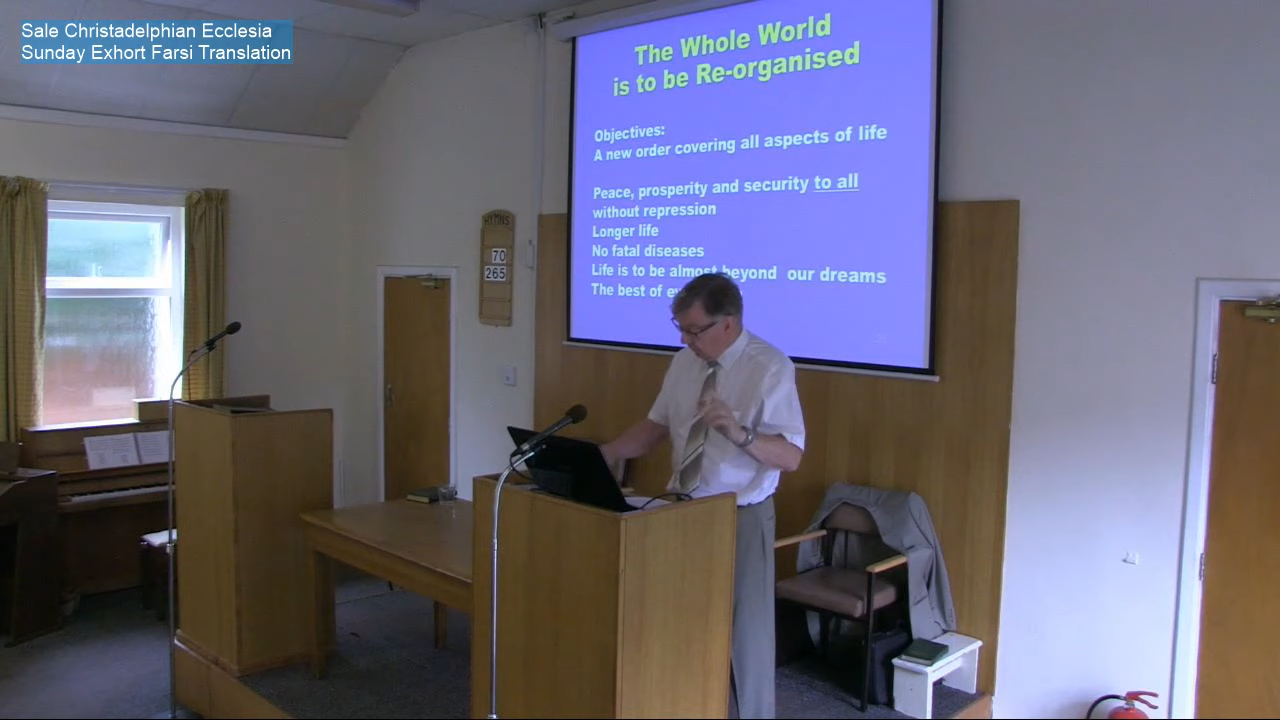 Sale Christadelphian Ecclesia
Sunday Exhort Farsi Translation
The Whole World
is to be Re-organised
Objectives:
A new order covering all aspects of life
Peace, prosperity and security to all
without repression
Longer life
No fatal diseases
Life is to be almost beyond our dreams
The best of
HYMNS
70
265